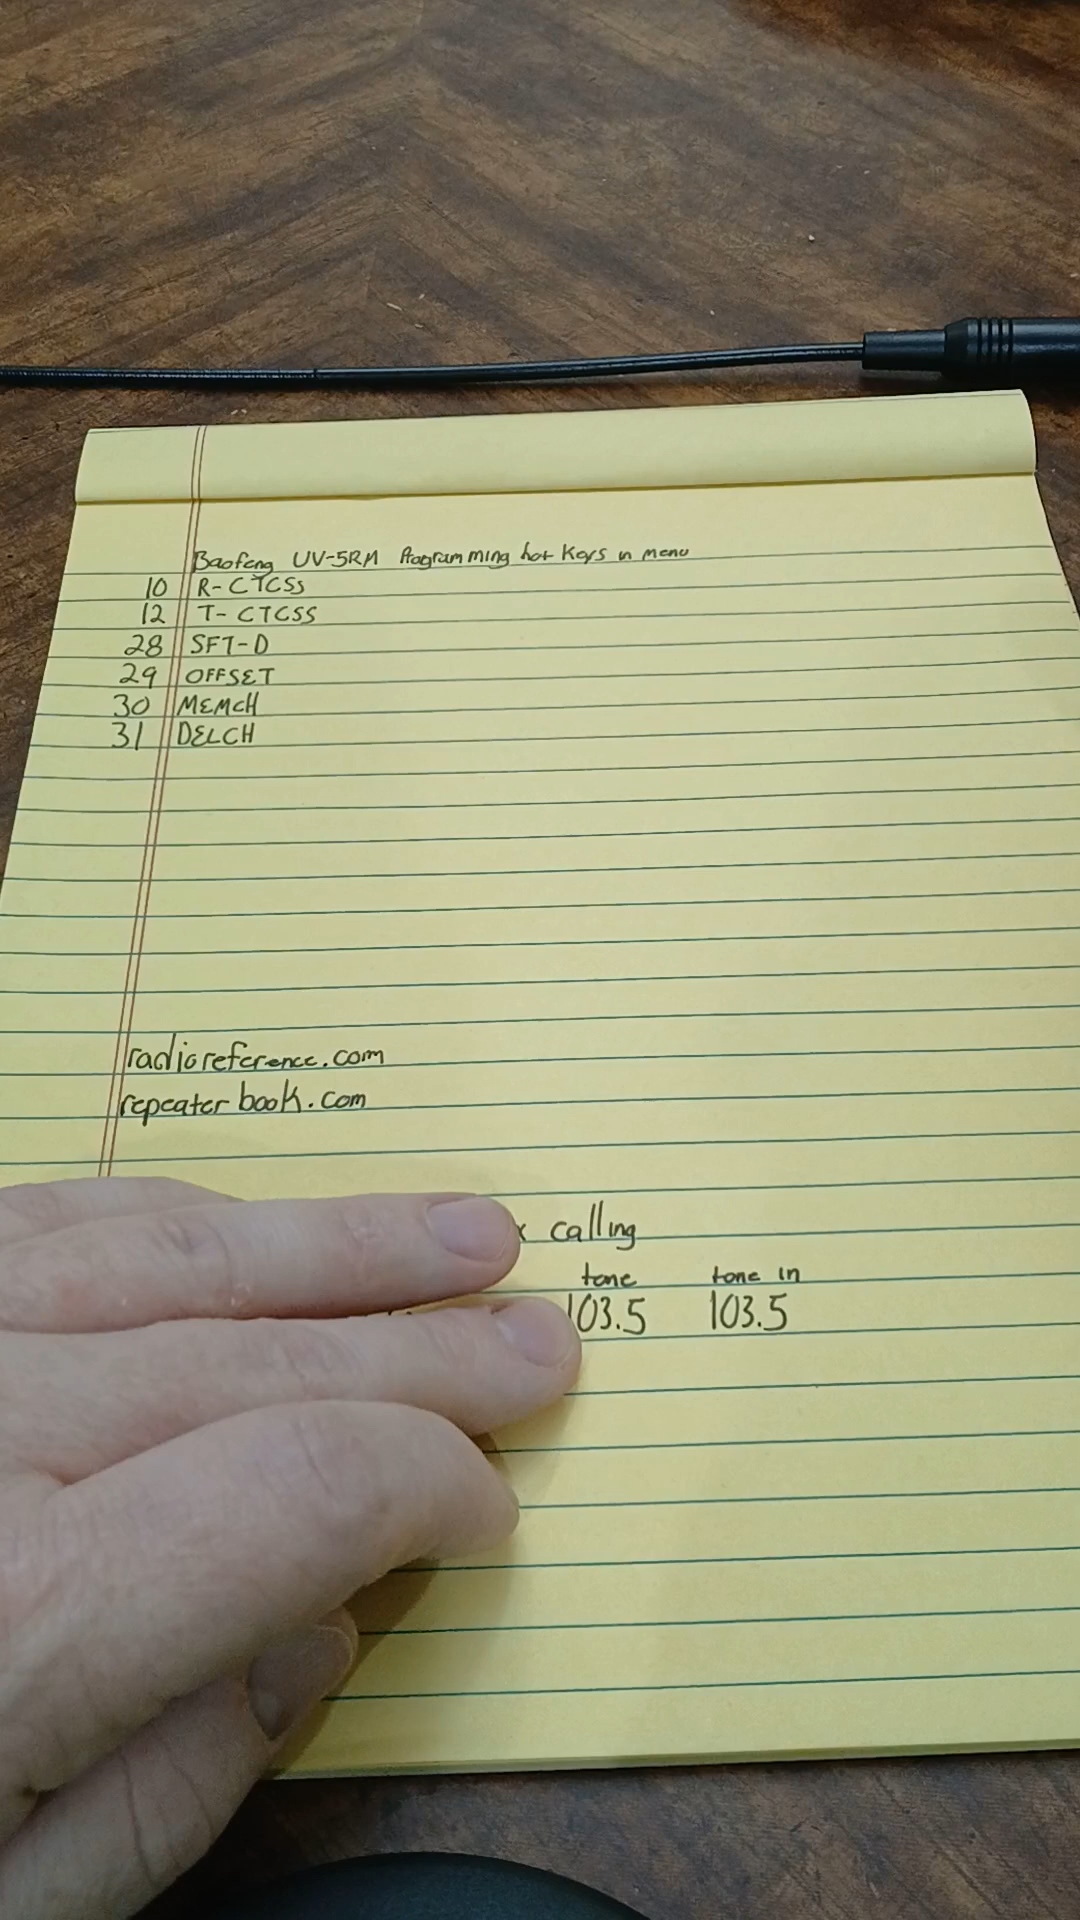 Baofeng UV-5RM Programming hot Keys in menu
10 R-CTCSS
12 T-CTCSS
28 SFT-D
29 OFFSET
30 MEMCH
31 DELCH
radioreference.com
repeaterbook.com
calling
tone tone in
103.5 103.5